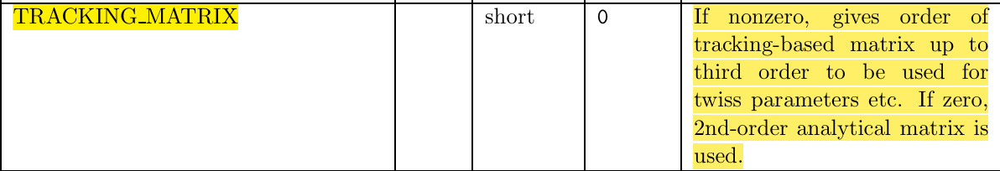 TRACKING_MATRIX short 0 If nonzero, gives order of
tracking-based matrix up to
third order to be used for
twiss parameters etc. If zero,
2nd-order analytical matrix is
used.